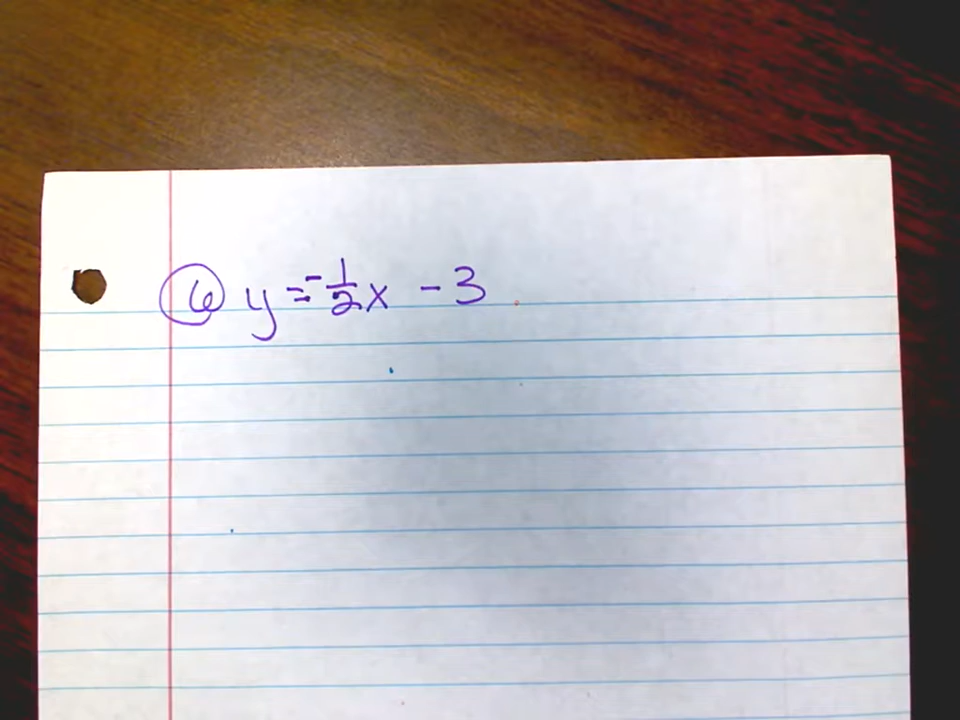 ⑥ y = -1/2x - 3